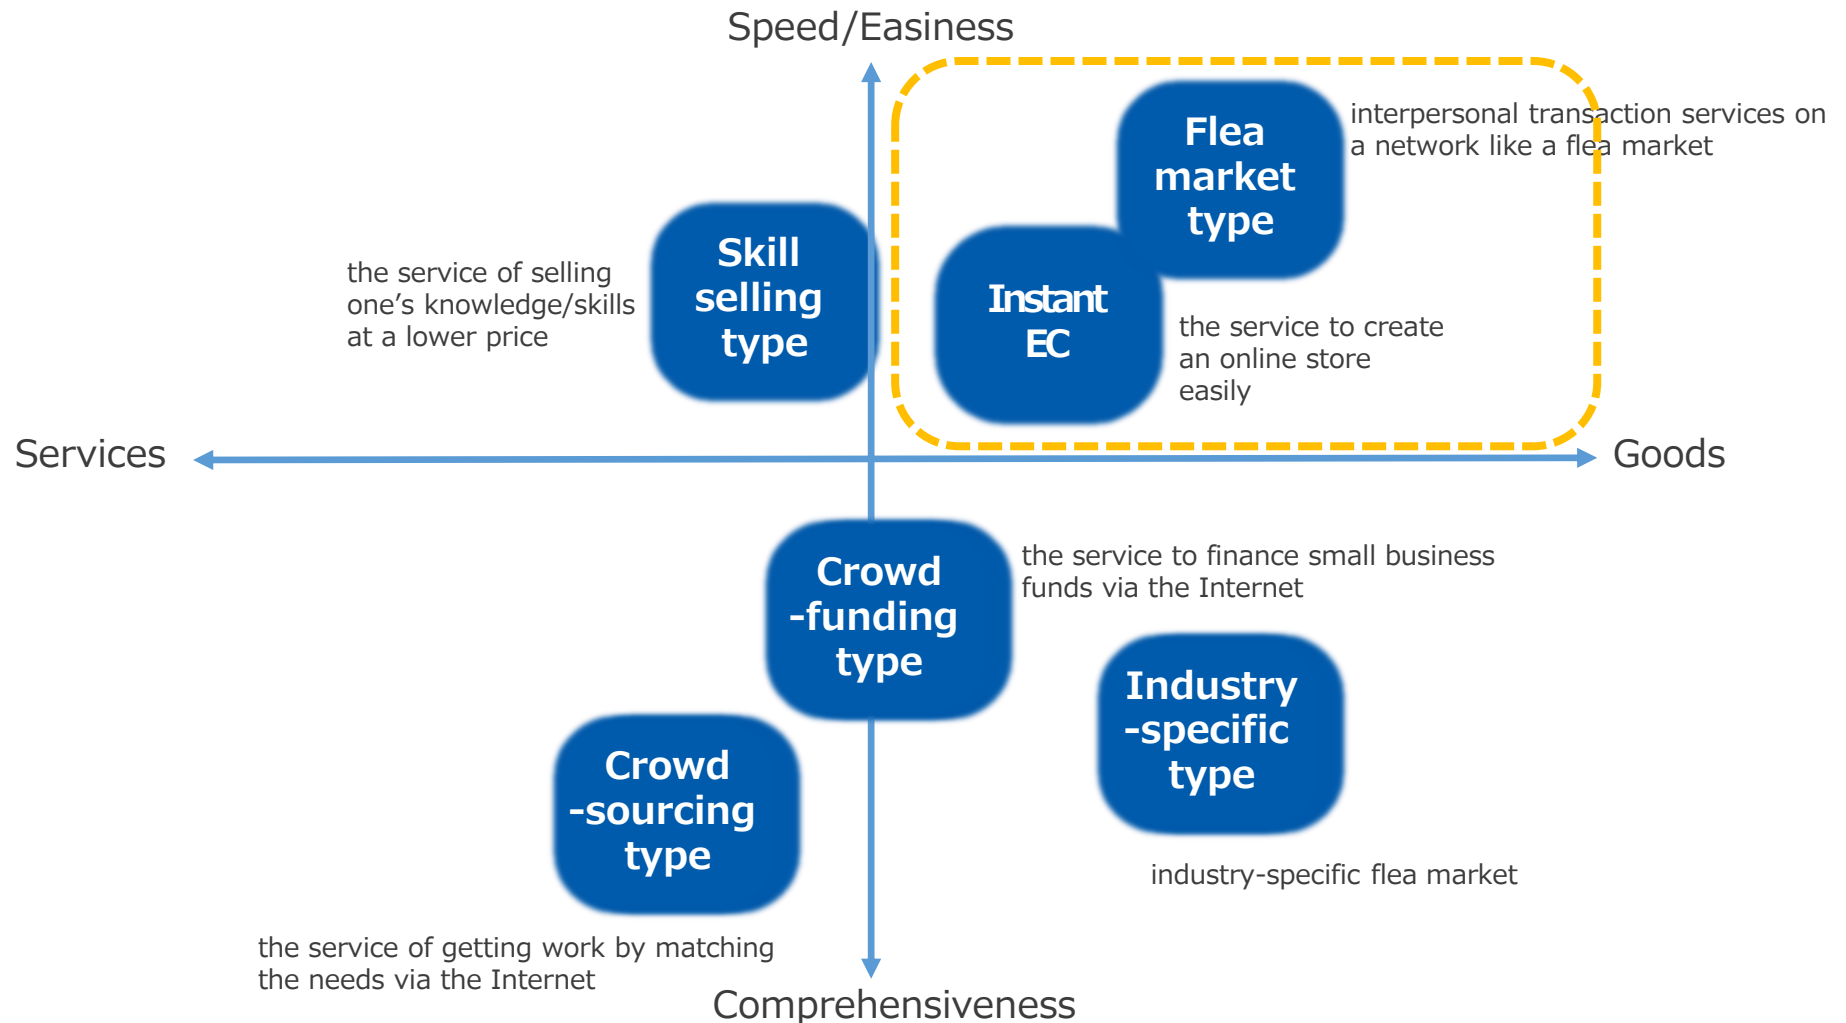 Speed/Easiness
Flea
market
type
interpersonal transaction services on
a network like a flea market
Skill
selling
type
the service of selling
one’s knowledge/skills
at a lower price
Instant
EC
the service to create
an online store
easily
Services
Goods
Crowd
-funding
type
the service to finance small business
funds via the Internet
Industry
-specific
type
industry-specific flea market
Crowd
-sourcing
type
the service of getting work by matching
the needs via the Internet
Comprehensiveness